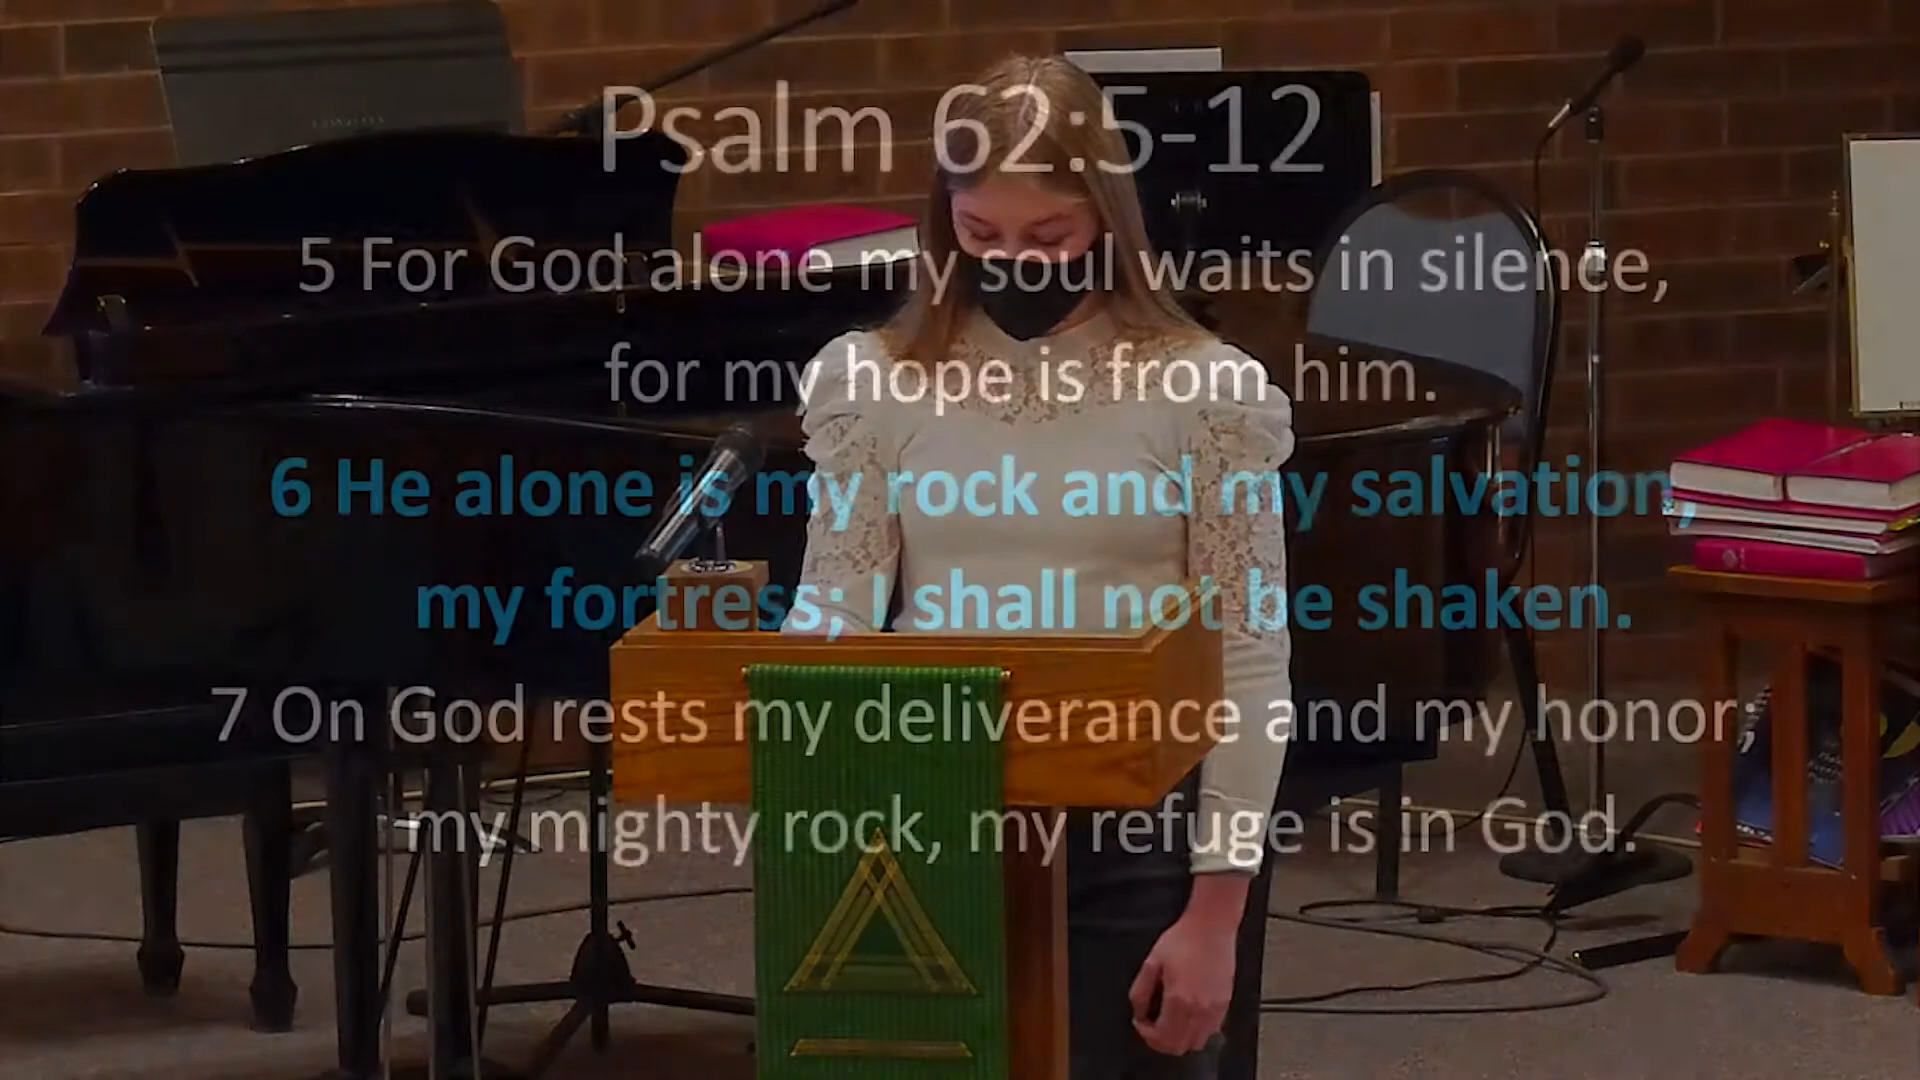 Psalm 62:5-12
5 For God alone my soul waits in silence,
for my hope is from him.
6 He alone is my rock and my salvation,
my fortress; I shall not be shaken.
7 On God rests my deliverance and my honor;
my mighty rock, my refuge is in God.